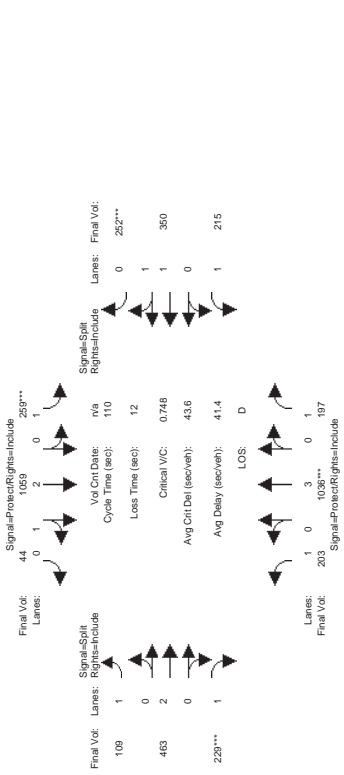 Signal=Protect/Rights=Include
Final Vol: 44 1059 259***
Lanes: 0 1 2 0 1
Signal=Split
Rights=Include
Final Vol: Lanes:
109 1
0
463 2
0
229*** 1
Vol Cnt Date: n/a
Cycle Time (sec): 110
Loss Time (sec): 12
Critical V/C: 0.748
Avg Crit Del (sec/veh): 43.6
Avg Delay (sec/veh): 41.4
LOS: D
Signal=Split
Rights=Include
Lanes: Final Vol:
0 252***
1
1 350
0
1 215
Lanes: 1 0 3 0 1
Final Vol: 203 1036*** 197
Signal=Protect/Rights=Include